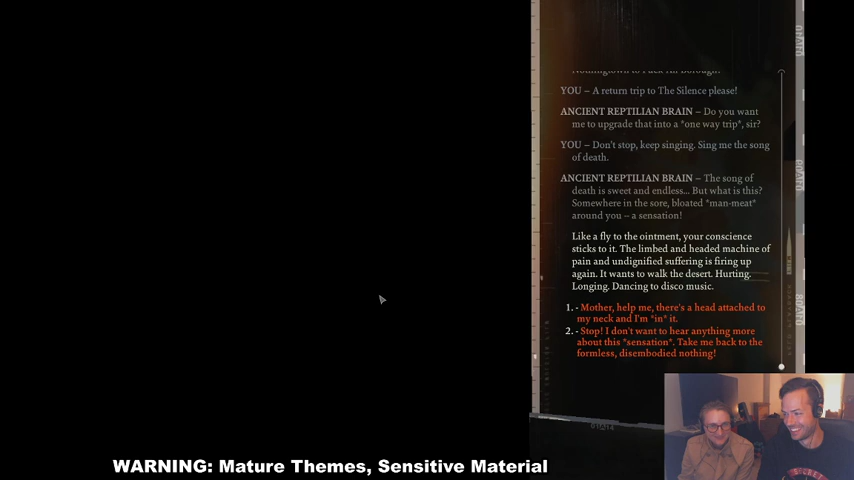 YOU – A return trip to The Silence please!
ANCIENT REPTILIAN BRAIN – Do you want
me to upgrade that into a *one way trip*, sir?
YOU – Don't stop, keep singing. Sing me the song
of death.
ANCIENT REPTILIAN BRAIN – The song of
death is sweet and endless... But what is this?
Somewhere in the sore, bloated *man-meat*
around you – a sensation!
Like a fly to the ointment, your conscience
sticks to it. The limbed and headed machine of
pain and undignified suffering is firing up
again. It wants to walk the desert. Hurting.
Longing. Dancing to disco music.
1. - Mother, help me, there's a head attached to
my neck and I'm *in* it.
2. - Stop! I don't want to hear anything more
about this *sensation*. Take me back to the
formless, disembodied nothing!
WARNING: Mature Themes, Sensitive Material